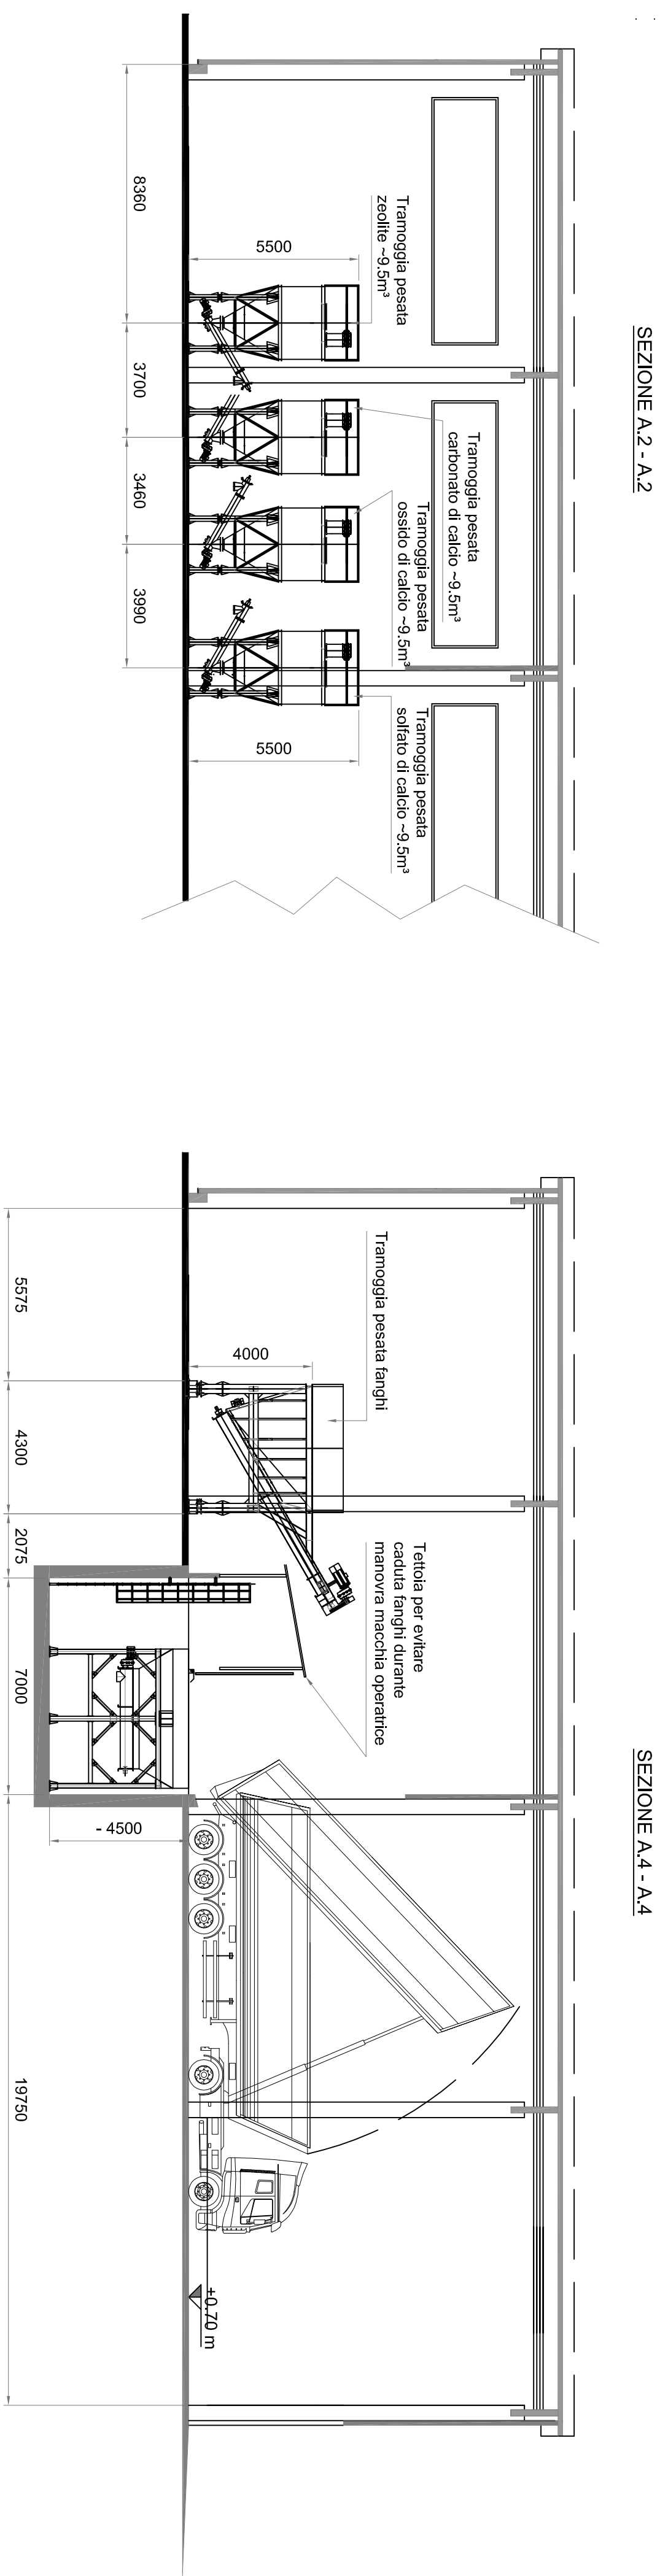 SEZIONE A.2 - A.2
Tramoggia pesata
zeolite ~9.5m³
Tramoggia pesata
carbonato di calcio ~9.5m³
Tramoggia pesata
ossido di calcio ~9.5m³
Tramoggia pesata
solfato di calcio ~9.5m³
5500
5500
8360
3700
3460
3990
SEZIONE A.4 - A.4
Tramoggia pesata fanghi
Tettoia per evitare
caduta fanghi durante
manovra macchia operatrice
4000
- 4500
+0.70 m
5575
4300
2075
7000
19750